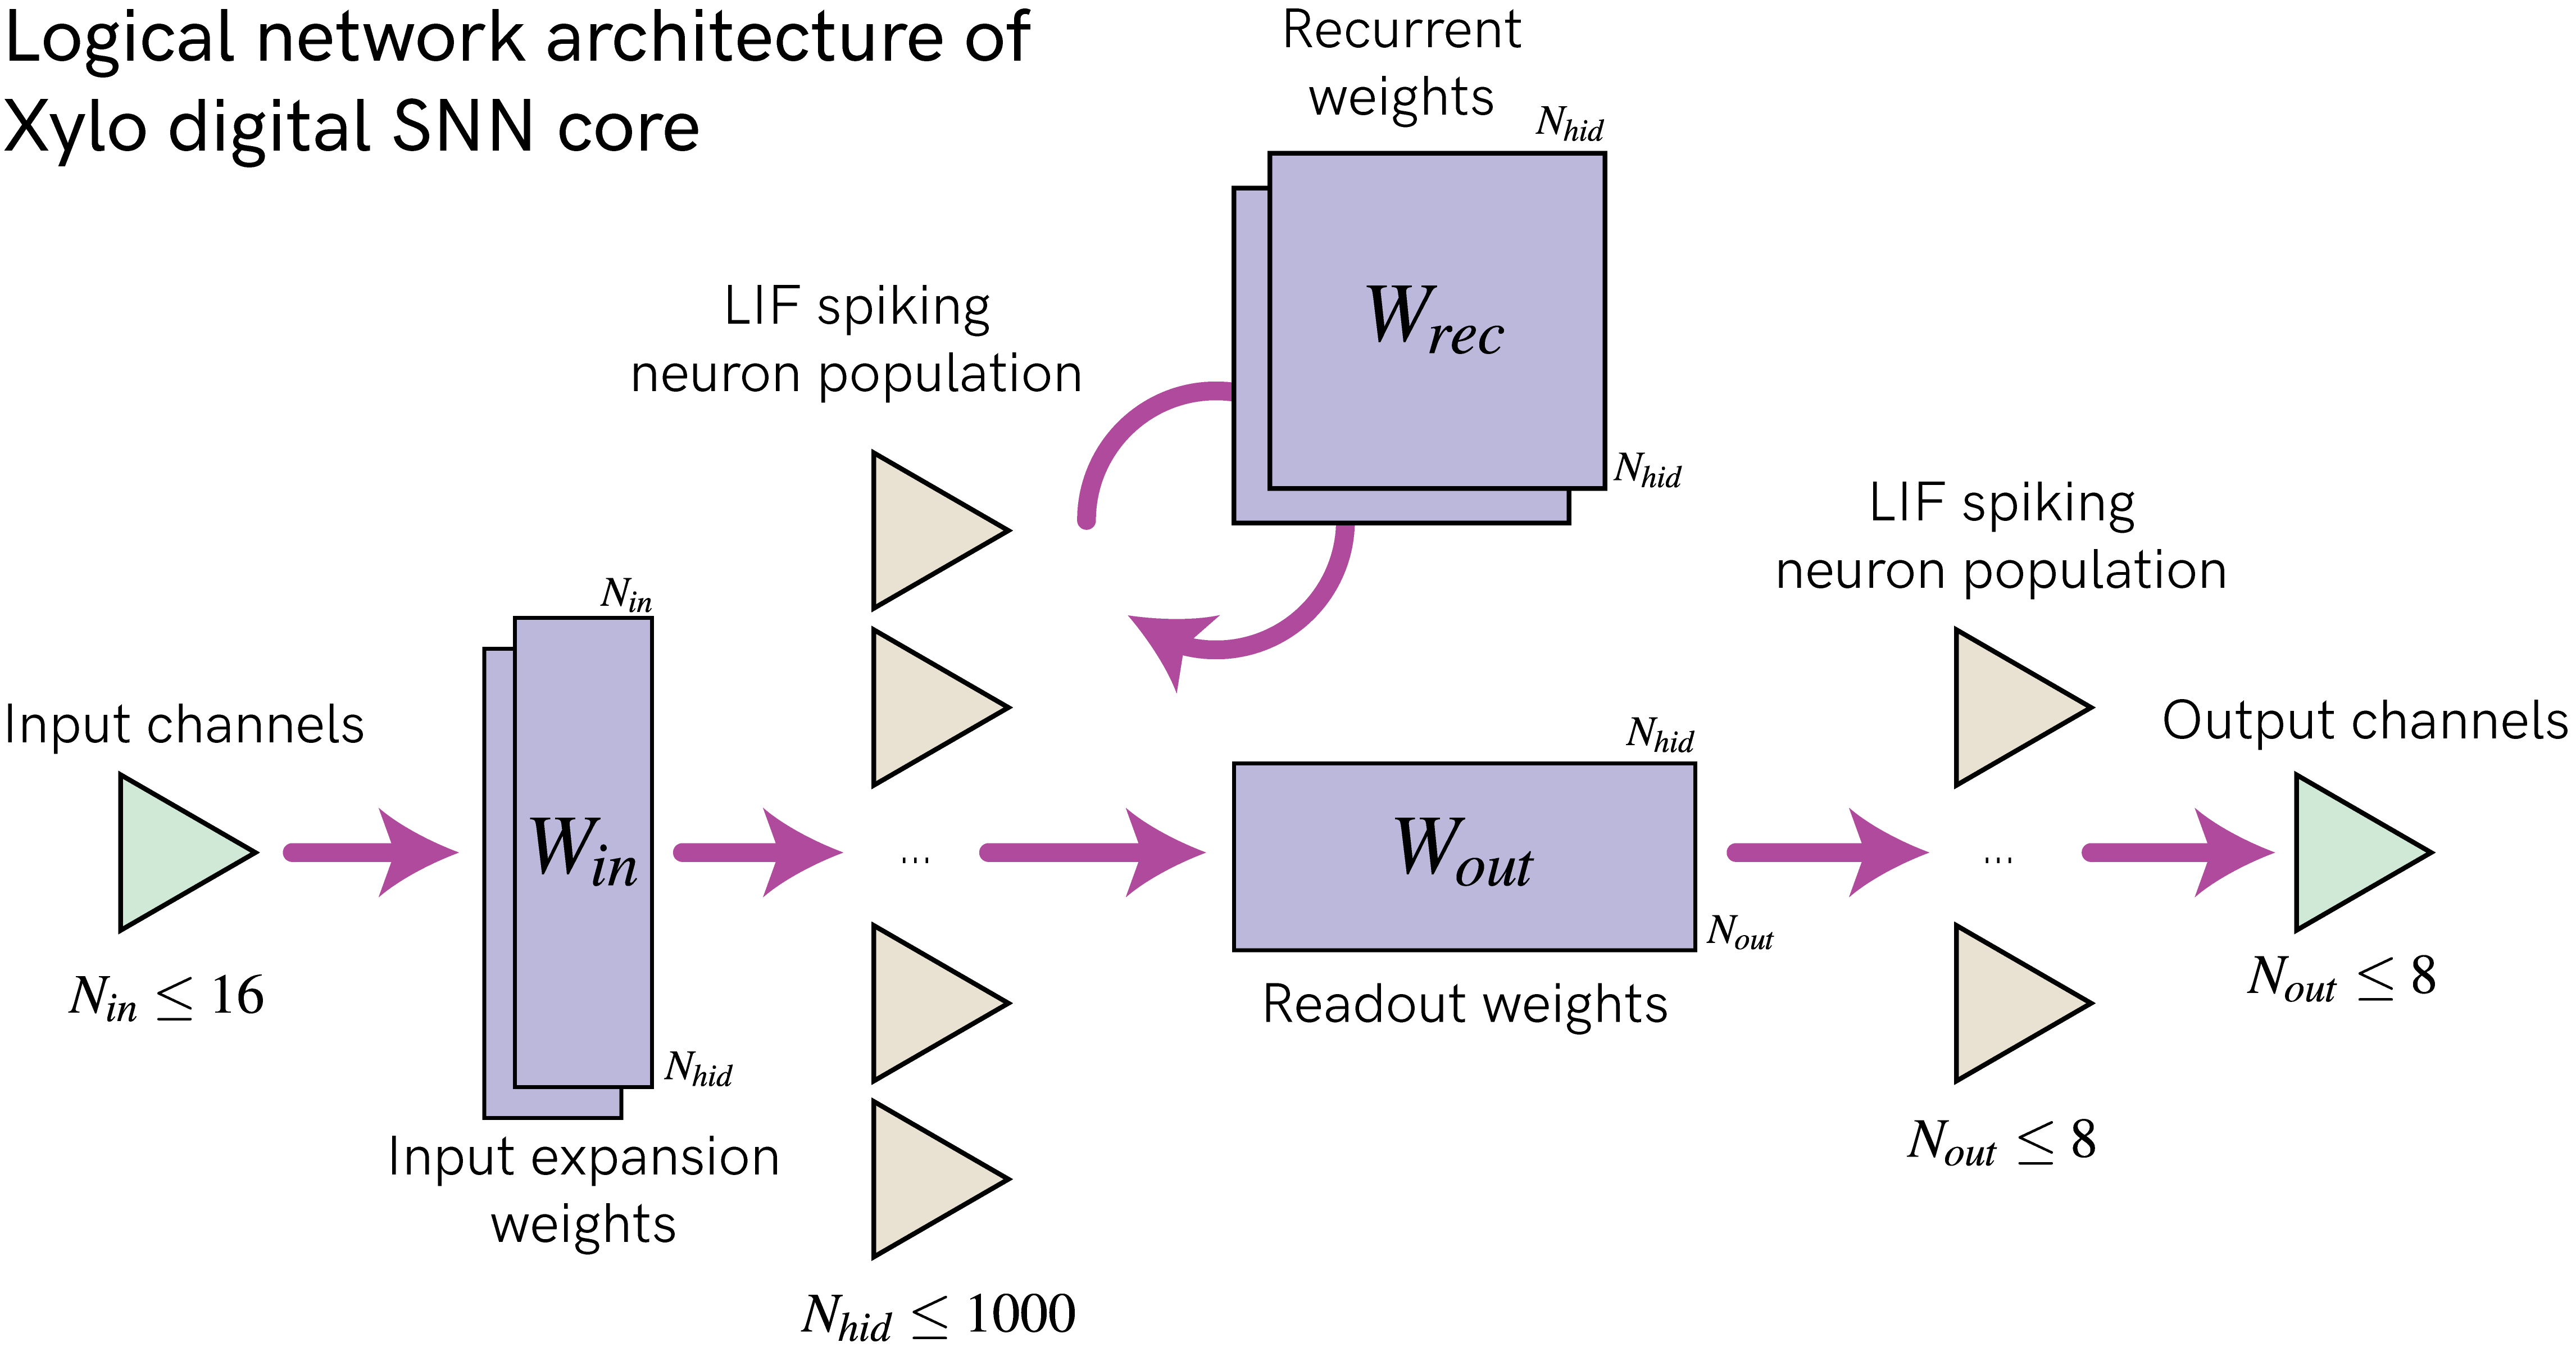 Logical network architecture of
Xylo digital SNN core
Recurrent
weights
N_hid
W_rec
N_hid
LIF spiking
neuron population
N_in
W_in
N_hid
Input channels
N_in ≤ 16
Input expansion
weights
...
N_hid ≤ 1000
N_hid
W_out
N_out
Readout weights
LIF spiking
neuron population
...
N_out ≤ 8
Output channels
N_out ≤ 8